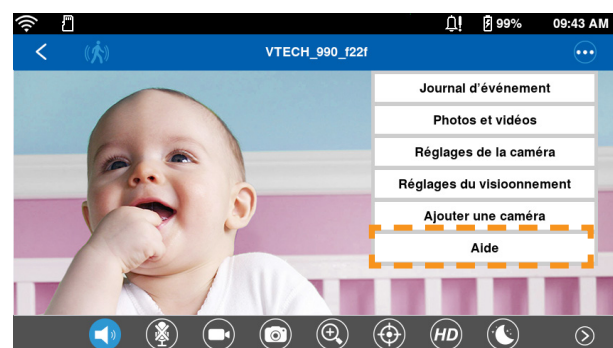 99% 09:43 AM
VTECH_990_f22f
Journal d’événement
Photos et vidéos
Réglages de la caméra
Réglages du visioonnement
Ajouter une caméra
Aide
HD